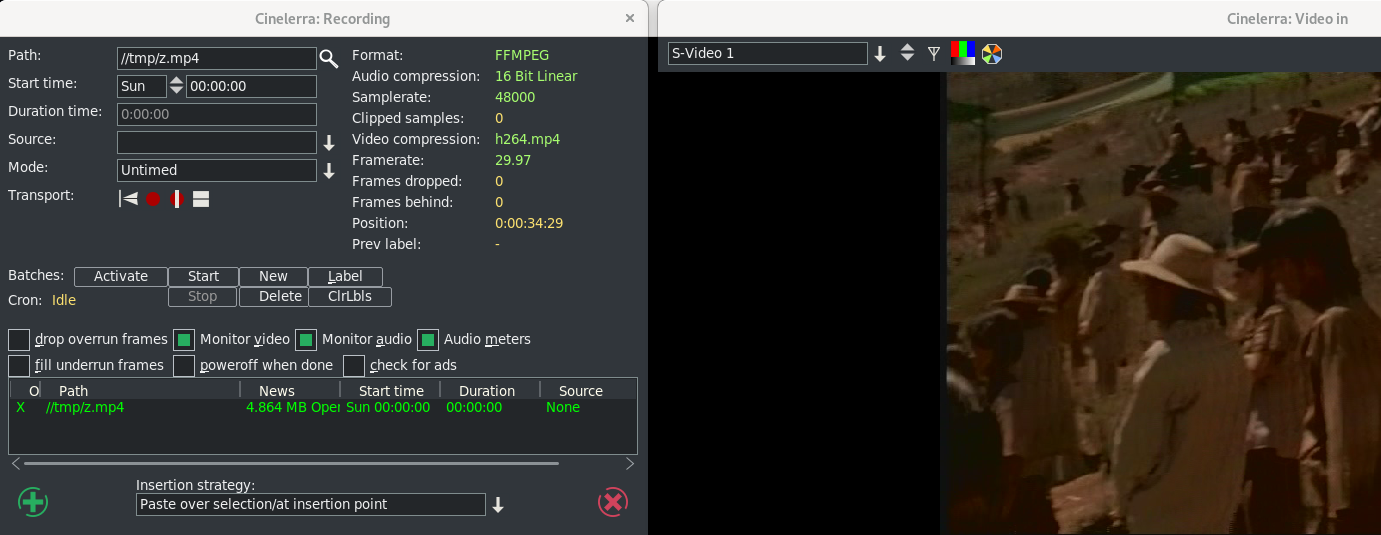 Cinelerra: Recording
Path: //tmp/z.mp4
Start time: Sun 00:00:00
Duration time: 0:00:00
Source:
Mode: Untimed
Transport:
Format: FFMPEG
Audio compression: 16 Bit Linear
Samplerate: 48000
Clipped samples: 0
Video compression: h264.mp4
Framerate: 29.97
Frames dropped: 0
Frames behind: 0
Position: 0:00:34:29
Prev label: -
Batches: Activate Start New Label
Cron: Idle Stop Delete ClrLbls
drop overrun frames Monitor video Monitor audio Audio meters
fill underrun frames poweroff when done check for ads
O Path News Start time Duration Source
X //tmp/z.mp4 4.864 MB Open Sun 00:00:00 00:00:00 None
Insertion strategy:
Paste over selection/at insertion point
Cinelerra: Video in
S-Video 1